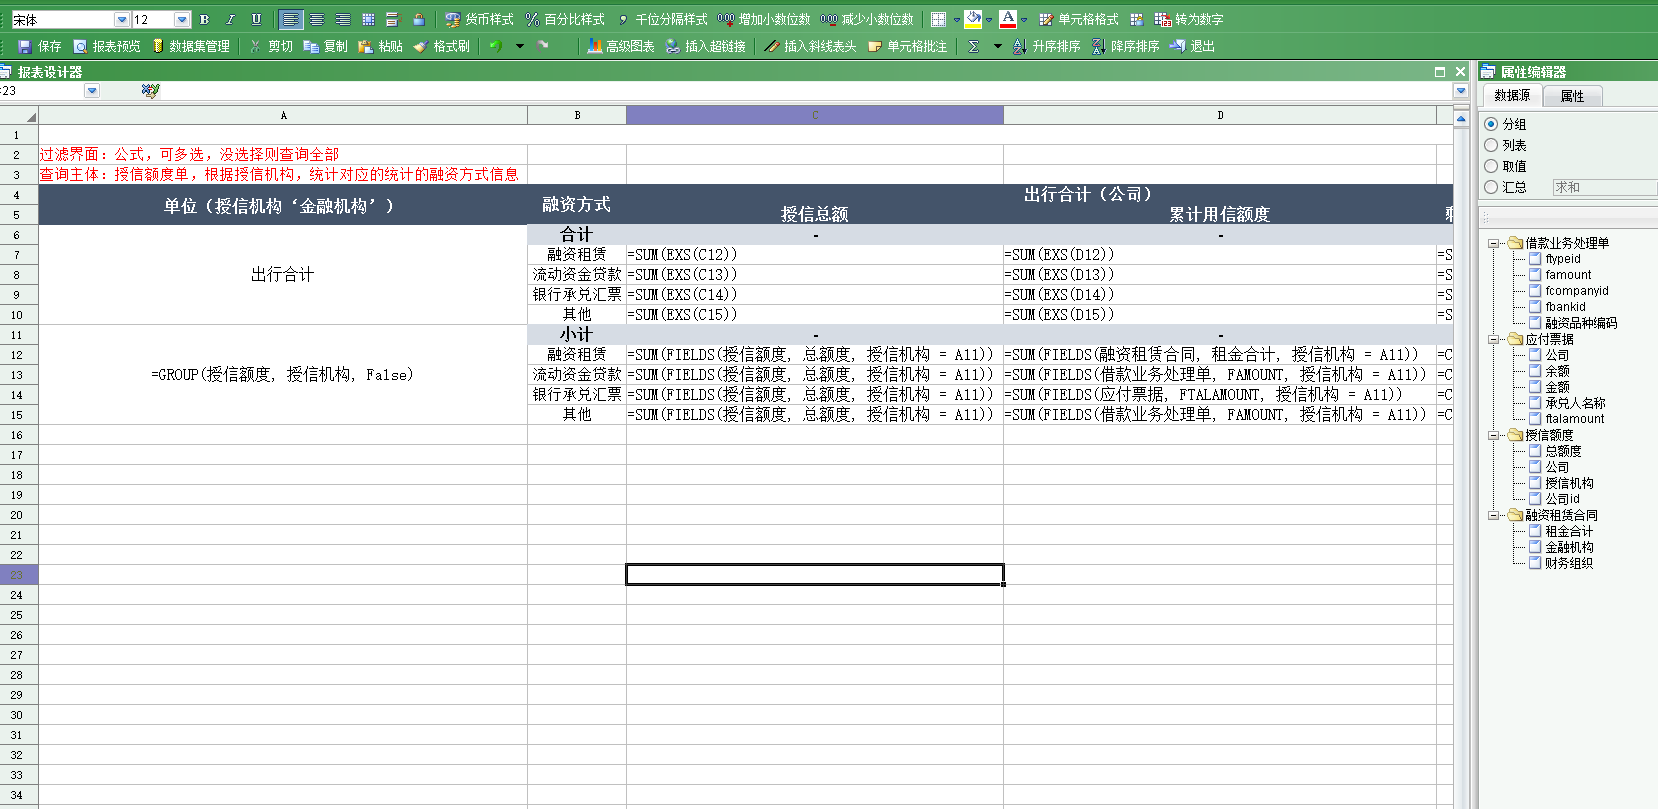 宋体 12 B I U 货币样式 百分比样式 千位分隔样式 增加小数位数 减少小数位数 A 单元格格式 转为数字
保存 报表预览 数据集管理 剪切 复制 粘贴 格式刷 高级图表 插入超链接 插入斜线表头 单元格批注 Σ 升序排序 降序排序 退出
报表设计器
23
A B C D
1
2 过滤界面：公式，可多选，没选择则查询全部
3 查询主体：授信额度单，根据授信机构，统计对应的统计的融资方式信息
4 单位（授信机构‘金融机构’） 融资方式 出行合计（公司）
5 授信总额 累计用信额度
6 出行合计 合计 - -
7 融资租赁 =SUM(EXS(C12)) =SUM(EXS(D12)) =S
8 流动资金贷款 =SUM(EXS(C13)) =SUM(EXS(D13)) =S
9 银行承兑汇票 =SUM(EXS(C14)) =SUM(EXS(D14)) =S
10 其他 =SUM(EXS(C15)) =SUM(EXS(D15)) =S
11 =GROUP(授信额度, 授信机构, False) 小计 - -
12 融资租赁 =SUM(FIELDS(授信额度, 总额度, 授信机构 = A11)) =SUM(FIELDS(融资租赁合同, 租金合计, 授信机构 = A11)) =C
13 流动资金贷款 =SUM(FIELDS(授信额度, 总额度, 授信机构 = A11)) =SUM(FIELDS(借款业务处理单, FAMOUNT, 授信机构 = A11)) =C
14 银行承兑汇票 =SUM(FIELDS(授信额度, 总额度, 授信机构 = A11)) =SUM(FIELDS(应付票据, FTALAMOUNT, 授信机构 = A11)) =C
15 其他 =SUM(FIELDS(授信额度, 总额度, 授信机构 = A11)) =SUM(FIELDS(借款业务处理单, FAMOUNT, 授信机构 = A11)) =C
16
17
18
19
20
21
22
23
24
25
26
27
28
29
30
31
32
33
34
属性编辑器
数据源 属性
分组
列表
取值
汇总 求和
借款业务处理单
ftypeid
famount
fcompanyid
fbankid
融资品种编码
应付票据
公司
余额
金额
承兑人名称
ftalamount
授信额度
总额度
公司
授信机构
公司id
融资租赁合同
租金合计
金融机构
财务组织